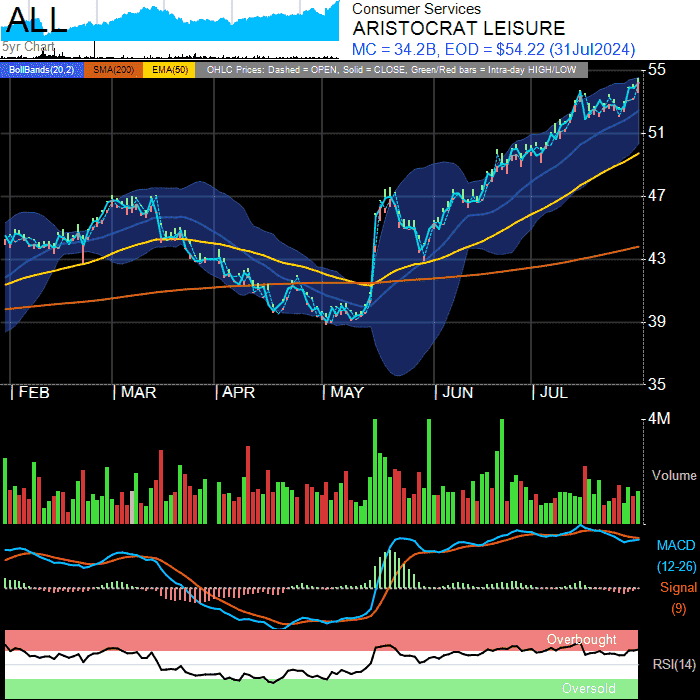 ALL
5yr Chart
Consumer Services
ARISTOCRAT LEISURE
MC = 34.2B, EOD = $54.22 (31Jul2024)
BollBands(20,2) SMA(200) EMA(50) OHLC Prices: Dashed = OPEN, Solid = CLOSE, Green/Red bars = Intra-day HIGH/LOW
55
51
47
43
39
35
FEB MAR APR MAY JUN JUL
4M
Volume
MACD
(12-26)
Signal
(9)
Overbought
RSI(14)
Oversold